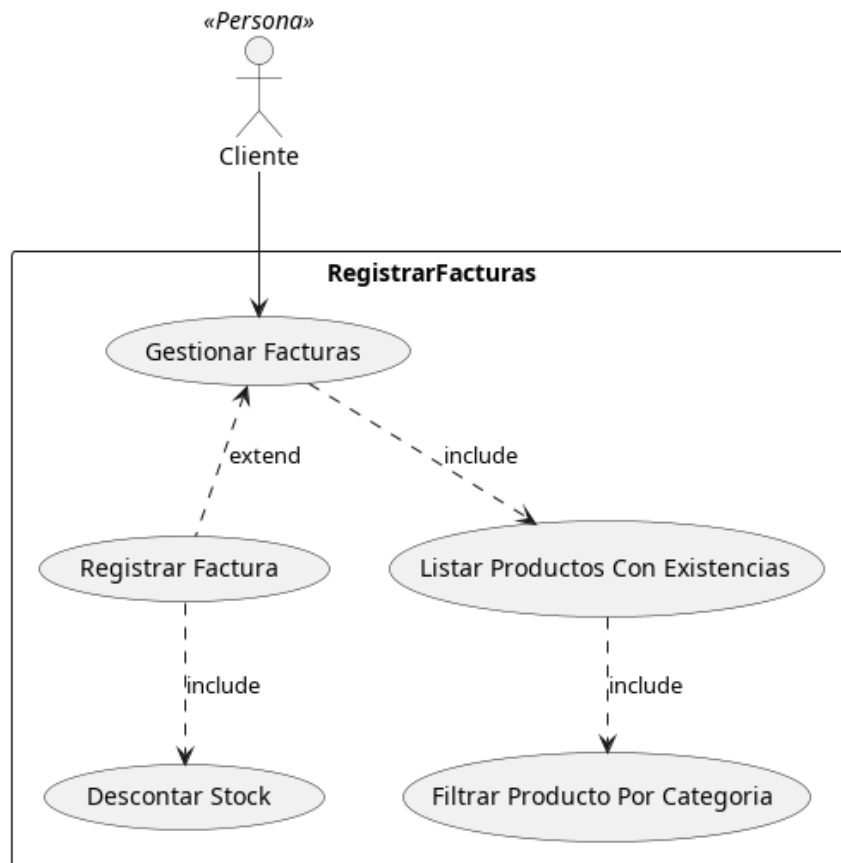 «Persona»
Cliente
RegistrarFacturas
Gestionar Facturas
extend
include
Registrar Factura
Listar Productos Con Existencias
include
include
Descontar Stock
Filtrar Producto Por Categoria